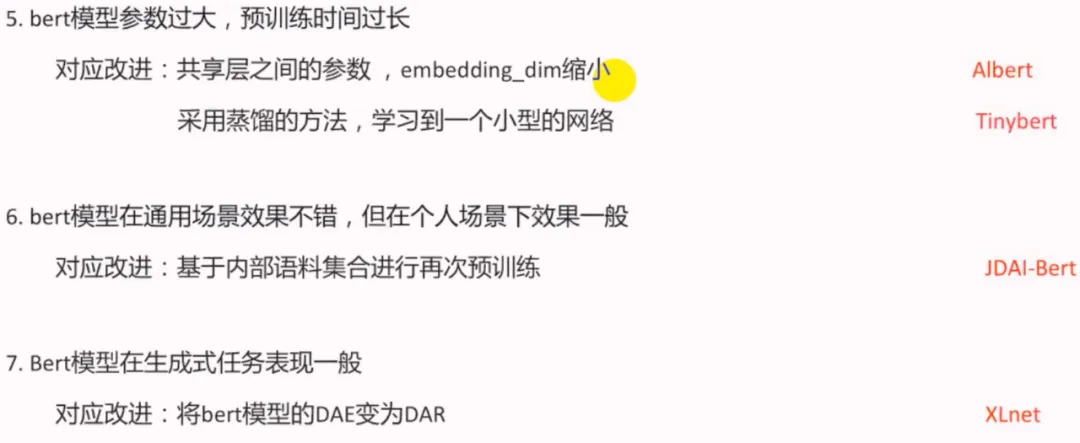 5. bert模型参数过大，预训练时间过长
对应改进：共享层之间的参数 ，embedding_dim缩小 Albert
采用蒸馏的方法，学习到一个小型的网络 Tinybert
6. bert模型在通用场景效果不错，但在个人场景下效果一般
对应改进：基于内部语料集合进行再次预训练 JDAI-Bert
7. Bert模型在生成式任务表现一般
对应改进：将bert模型的DAE变为DAR XLnet